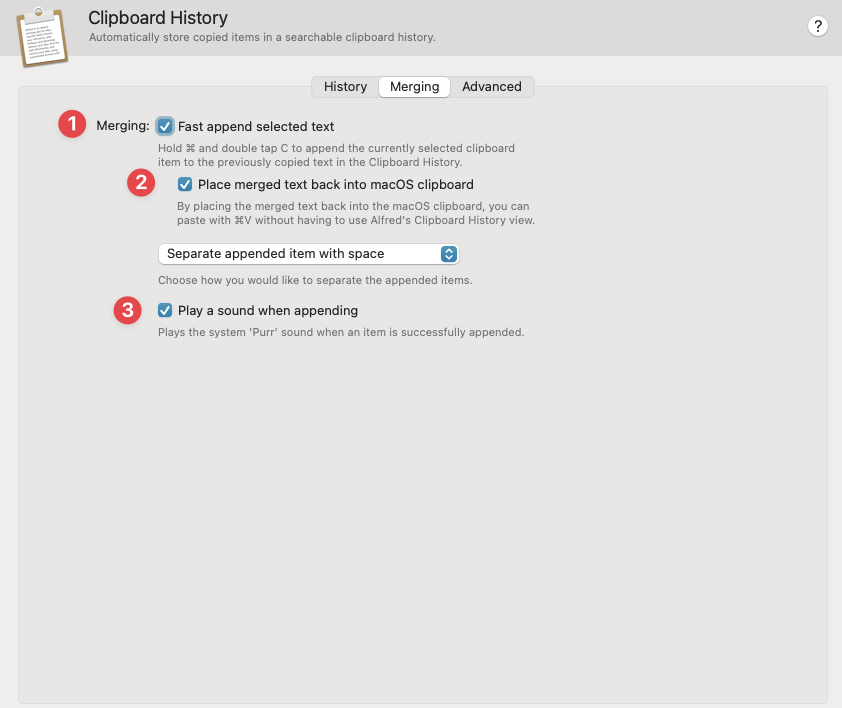 Clipboard History
Automatically store copied items in a searchable clipboard history.
?
History Merging Advanced
1 Merging: Fast append selected text
Hold ⌘ and double tap C to append the currently selected clipboard
item to the previously copied text in the Clipboard History.
2 Place merged text back into macOS clipboard
By placing the merged text back into the macOS clipboard, you can
paste with ⌘V without having to use Alfred's Clipboard History view.
Separate appended item with space
Choose how you would like to separate the appended items.
3 Play a sound when appending
Plays the system 'Purr' sound when an item is successfully appended.